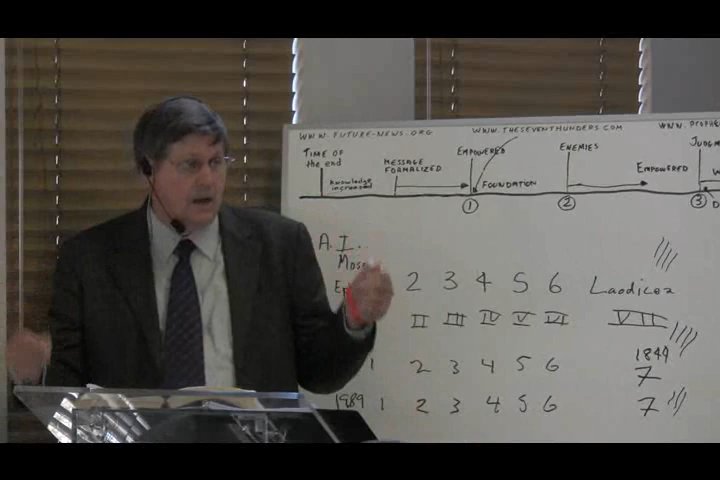 WWW.FUTURE-NEWS.ORG WWW.THESEVENTHUNDERS.COM
TIME OF the end Knowledge increased MESSAGE FORMALIZED EMPOWERED FOUNDATION ENEMIES EMPOWERED
1 2 3
A. I.
2 3 4 5 6 Laodicea
II III IV V VI VII
1 2 3 4 5 6 7
1989 1 2 3 4 5 6 7